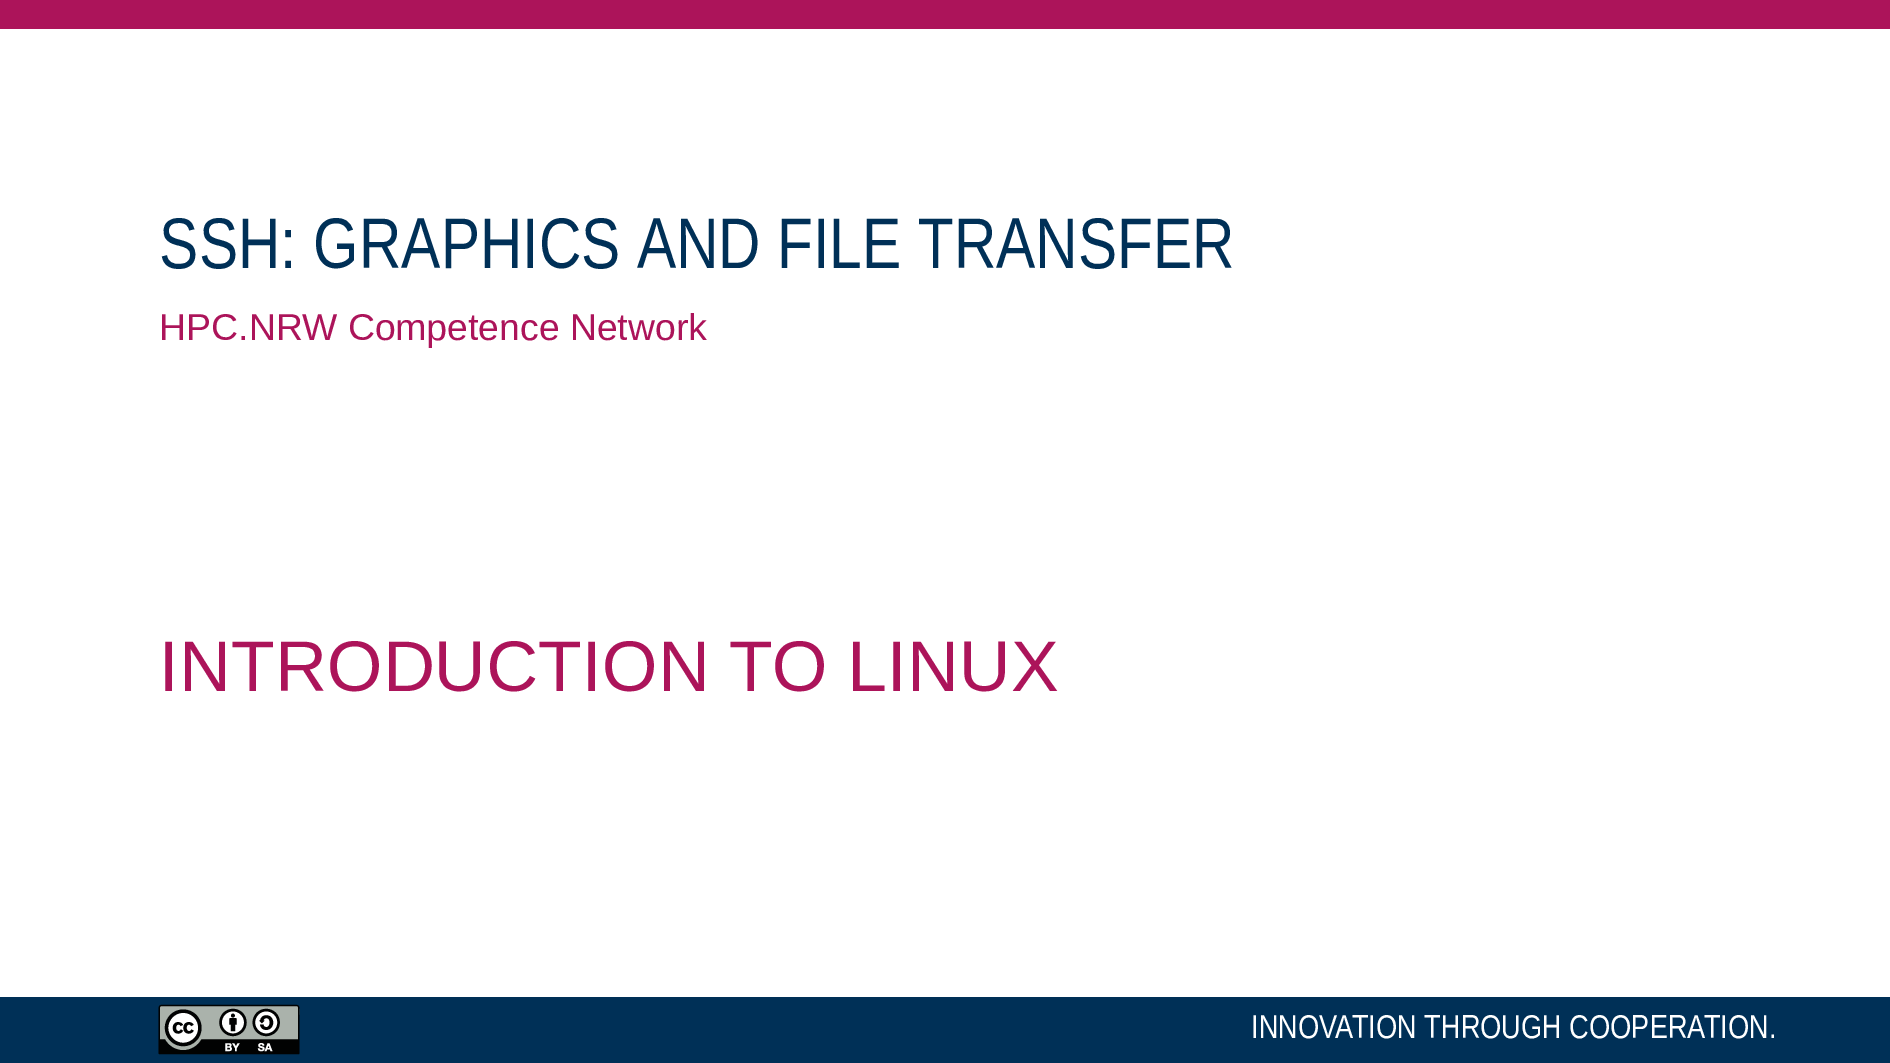 SSH: GRAPHICS AND FILE TRANSFER
HPC.NRW Competence Network
INTRODUCTION TO LINUX
cc BY SA
INNOVATION THROUGH COOPERATION.